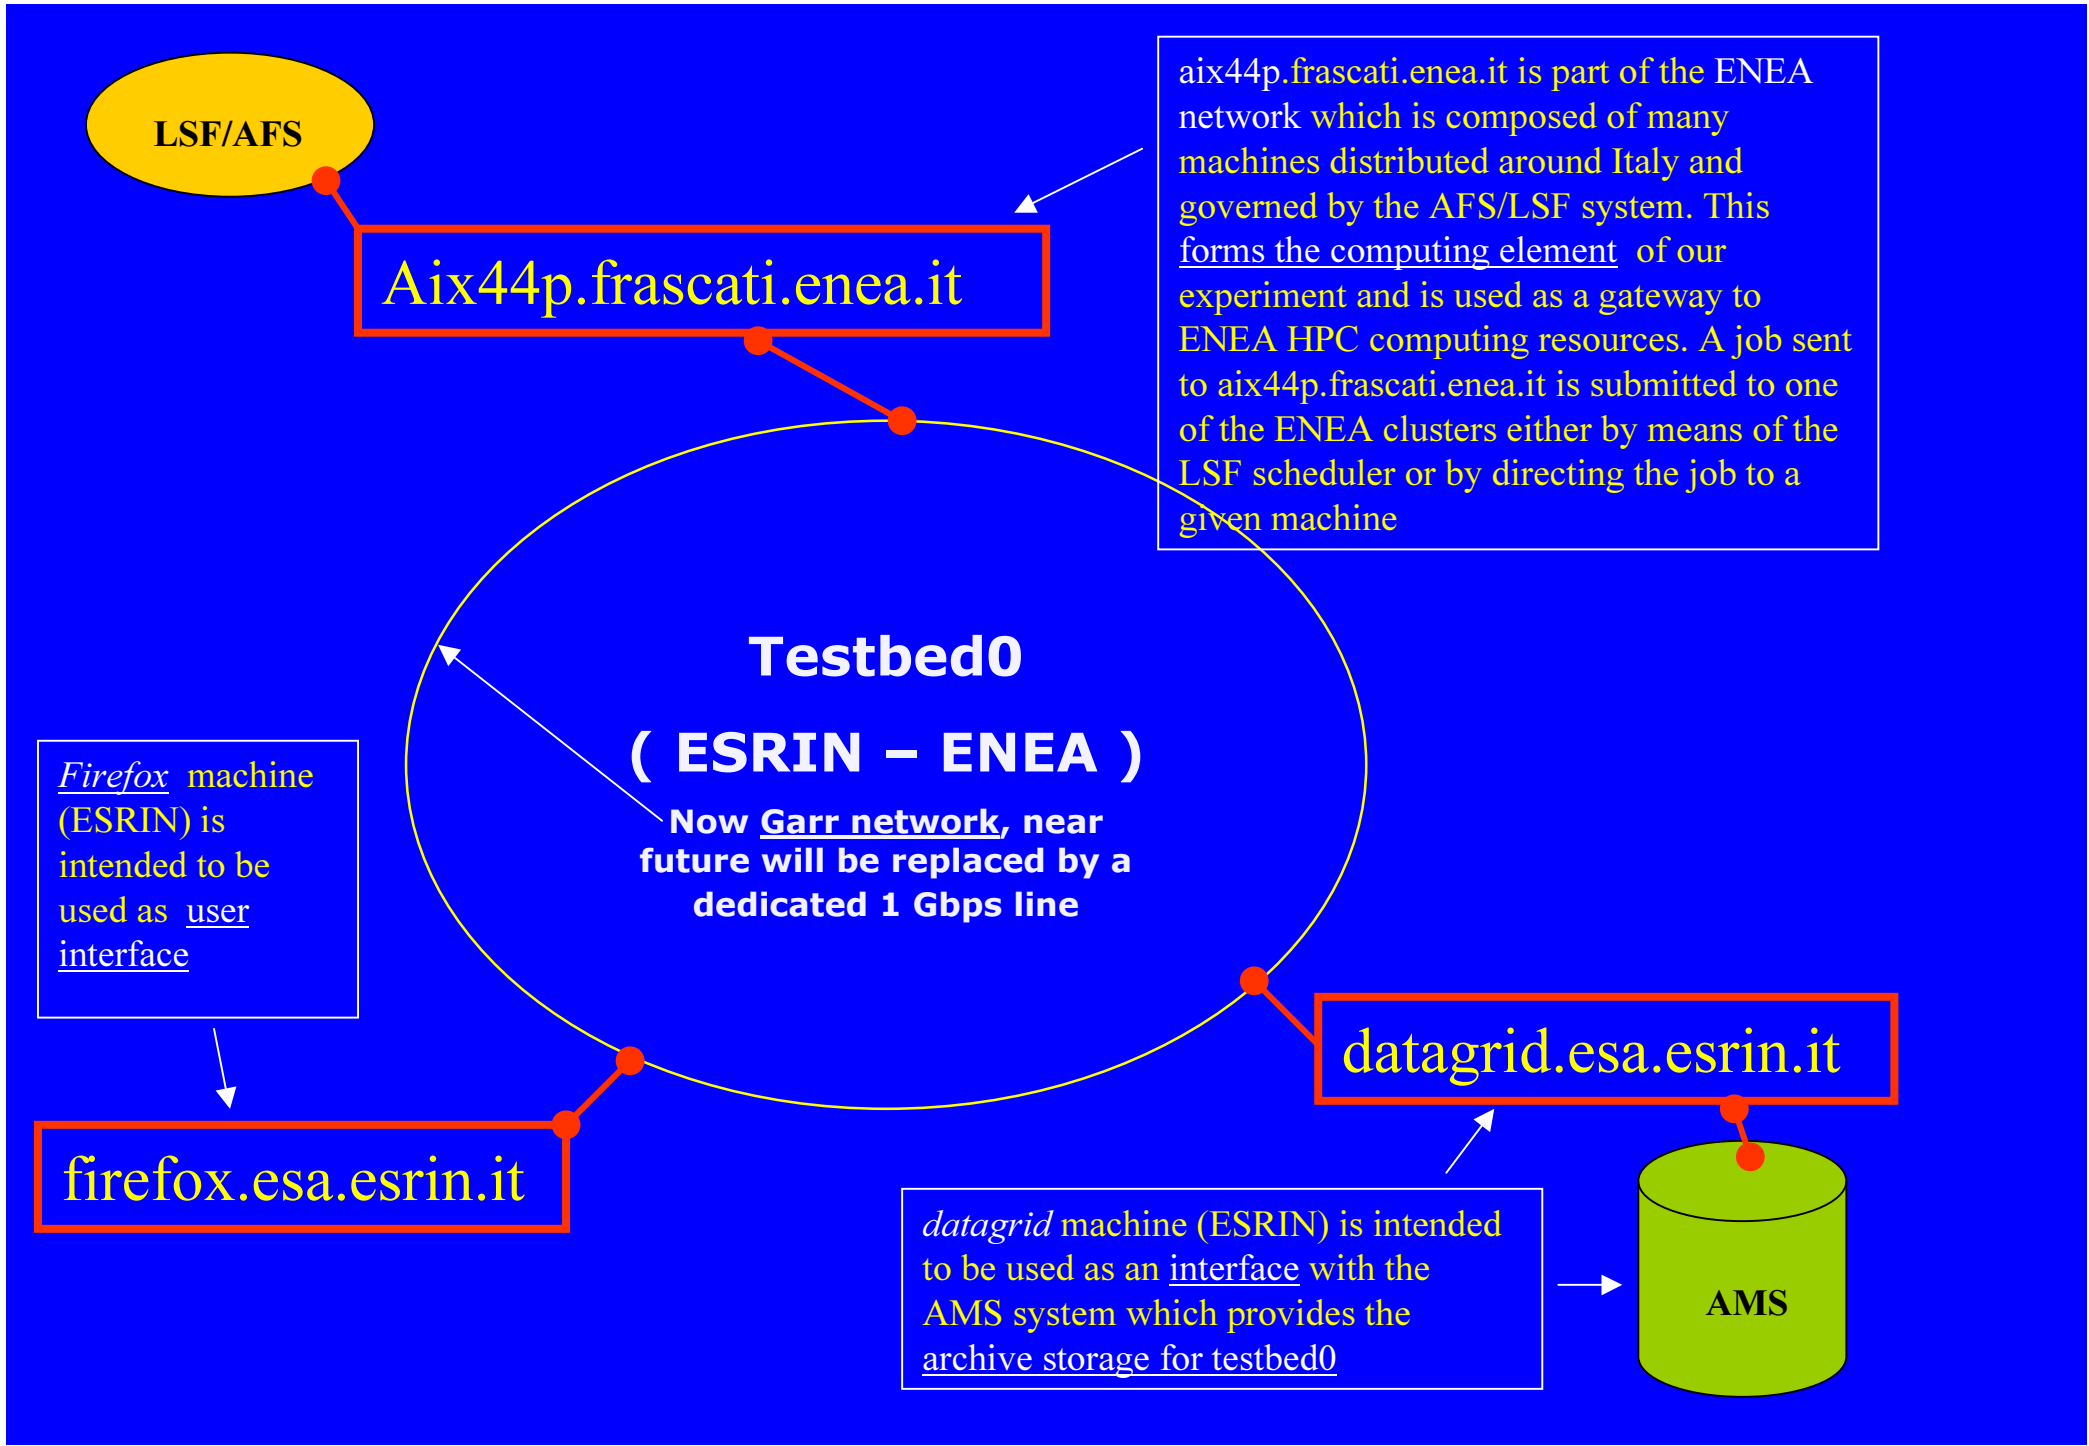 LSF/AFS
Aix44p.frascati.enea.it
aix44p.frascati.enea.it is part of the ENEA
network which is composed of many
machines distributed around Italy and
governed by the AFS/LSF system. This
forms the computing element of our
experiment and is used as a gateway to
ENEA HPC computing resources. A job sent
to aix44p.frascati.enea.it is submitted to one
of the ENEA clusters either by means of the
LSF scheduler or by directing the job to a
given machine
Testbed0
( ESRIN – ENEA )
Now Garr network, near
future will be replaced by a
dedicated 1 Gbps line
Firefox machine
(ESRIN) is
intended to be
used as user
interface
firefox.esa.esrin.it
datagrid.esa.esrin.it
datagrid machine (ESRIN) is intended
to be used as an interface with the
AMS system which provides the
archive storage for testbed0
AMS